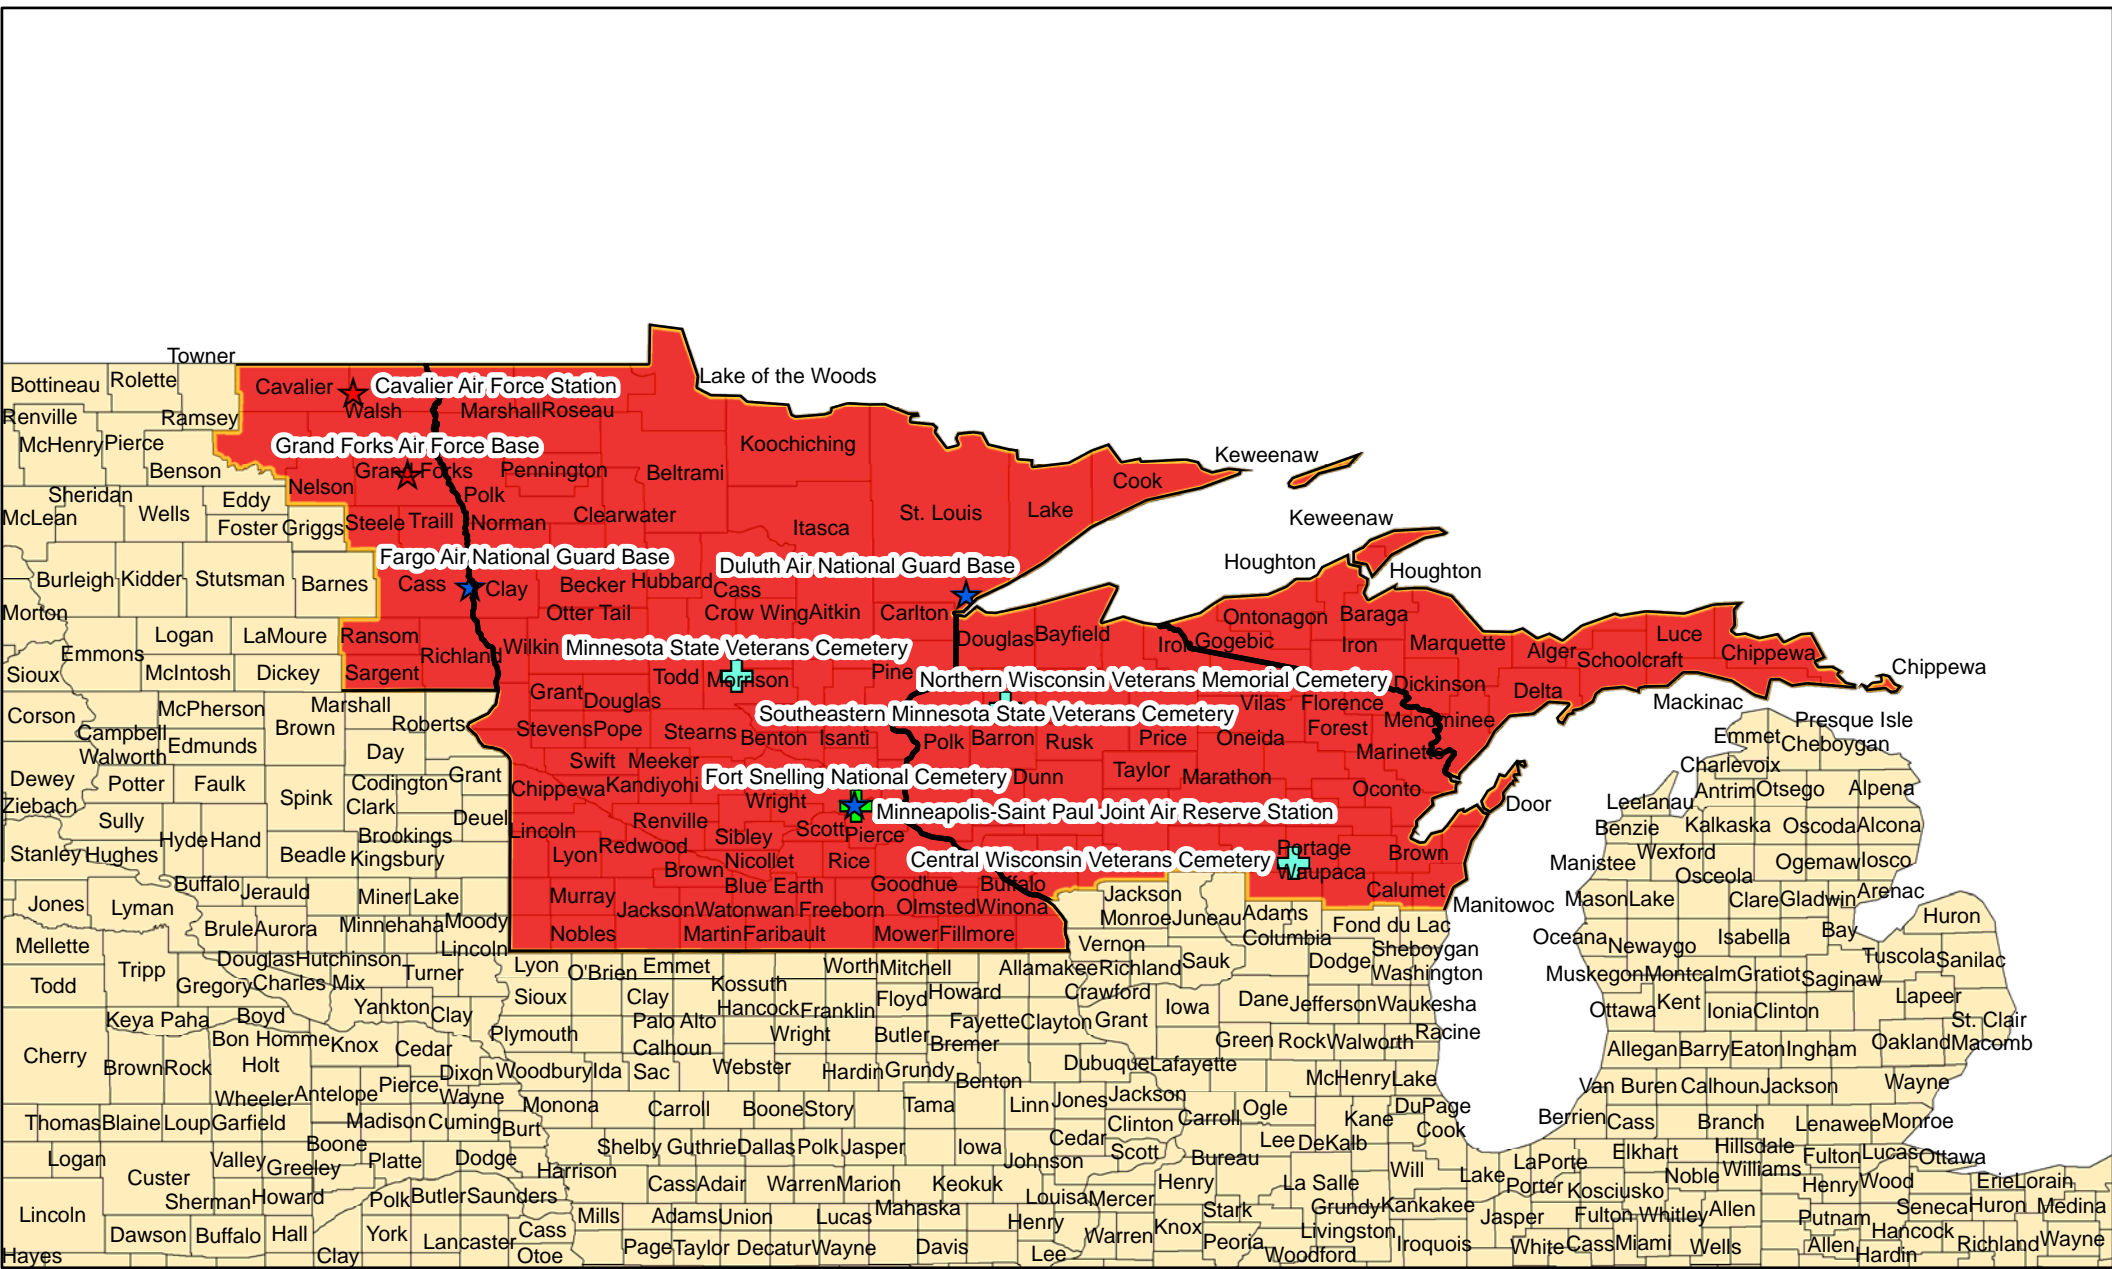 Towner
Lake of the Woods
Bottineau
Rolette
Cavalier
Cavalier Air Force Station
Renville
Ramsey
Walsh
Marshall
Roseau
McHenry
Pierce
Grand Forks Air Force Base
Koochiching
Keweenaw
Benson
Grand Forks
Pennington
Beltrami
Cook
Nelson
Sheridan
Eddy
Polk
McLean
Wells
Foster
Griggs
Steele
Traill
Norman
Clearwater
Itasca
St. Louis
Lake
Keweenaw
Fargo Air National Guard Base
Duluth Air National Guard Base
Houghton
Houghton
Burleigh
Kidder
Stutsman
Barnes
Cass
Clay
Becker
Hubbard
Cass
Morton
Otter Tail
Crow Wing
Aitkin
Carlton
Ontonagon
Baraga
Logan
LaMoure
Ransom
Douglas
Bayfield
Iron
Gogebic
Iron
Marquette
Luce
Emmons
Richland
Wilkin
Minnesota State Veterans Cemetery
Alger
Schoolcraft
Chippewa
Chippewa
Sioux
McIntosh
Dickey
Sargent
Todd
Morrison
Pine
Northern Wisconsin Veterans Memorial Cemetery
Dickinson
Delta
Mackinac
Corson
McPherson
Marshall
Grant
Douglas
Vilas
Florence
Campbell
Brown
Roberts
Stevens
Pope
Stearns
Southeastern Minnesota State Veterans Cemetery
Forest
Menominee
Presque Isle
Walworth
Edmunds
Day
Benton
Isanti
Polk
Barron
Rusk
Price
Oneida
Marinette
Emmet
Cheboygan
Dewey
Potter
Faulk
Codington
Grant
Swift
Meeker
Fort Snelling National Cemetery
Dunn
Taylor
Marathon
Charlevoix
Ziebach
Spink
Clark
Chippewa
Kandiyohi
Wright
Oconto
Door
Leelanau
Antrim
Otsego
Alpena
Sully
Deuel
Renville
Minneapolis-Saint Paul Joint Air Reserve Station
Benzie
Kalkaska
Oscoda
Alcona
Hyde
Hand
Brookings
Lincoln
Redwood
Sibley
Scott
Pierce
Stanley
Hughes
Beadle
Kingsbury
Lyon
Brown
Nicollet
Rice
Central Wisconsin Veterans Cemetery
Portage
Waupaca
Brown
Manistee
Wexford
Ogemaw
Iosco
Osceola
Buffalo
Jerauld
Miner
Lake
Murray
Blue Earth
Goodhue
Buffalo
Jackson
Calumet
Manitowoc
Mason
Lake
Clare
Gladwin
Arenac
Jones
Lyman
Jackson
Watonwan
Freeborn
Olmsted
Winona
Monroe
Juneau
Adams
Huron
Brule
Aurora
Minnehaha
Moody
Nobles
Martin
Faribault
Mower
Fillmore
Vernon
Columbia
Fond du Lac
Oceana
Newaygo
Isabella
Bay
Mellette
Lincoln
Sheboygan
Tripp
Douglas
Hutchinson
Turner
Lyon
O'Brien
Emmet
Worth
Mitchell
Allamakee
Richland
Sauk
Dodge
Washington
Muskegon
Montcalm
Gratiot
Saginaw
Tuscola
Sanilac
Todd
Gregory
Charles Mix
Sioux
Clay
Kossuth
Hancock
Franklin
Floyd
Howard
Crawford
Iowa
Dane
Jefferson
Waukesha
Ottawa
Kent
Ionia
Clinton
Lapeer
Keya Paha
Boyd
Yankton
Clay
Palo Alto
Fayette
Clayton
Grant
St. Clair
Cherry
Brown
Rock
Bon Homme
Holt
Knox
Cedar
Plymouth
Calhoun
Wright
Butler
Bremer
Green
Rock
Walworth
Racine
Allegan
Barry
Eaton
Ingham
Oakland
Macomb
Dixon
Woodbury
Ida
Sac
Webster
Hardin
Grundy
Benton
Dubuque
Lafayette
McHenry
Lake
Van Buren
Calhoun
Jackson
Wayne
Wheeler
Antelope
Pierce
Wayne
Monona
Carroll
Boone
Story
Tama
Linn
Jones
Jackson
Carroll
Ogle
Kane
DuPage
Berrien
Cass
Branch
Lenawee
Monroe
Thomas
Blaine
Loup
Garfield
Madison
Cuming
Burt
Clinton
Cook
Logan
Valley
Boone
Greeley
Platte
Dodge
Harrison
Shelby
Guthrie
Dallas
Polk
Jasper
Iowa
Johnson
Cedar
Scott
Bureau
Lee
DeKalb
Will
Lake
LaPorte
Porter
Elkhart
Hillsdale
Williams
Fulton
Lucas
Ottawa
Custer
Sherman
Howard
Polk
Butler
Saunders
Cass
Adair
Warren
Marion
Keokuk
Louisa
Mercer
Henry
La Salle
Grundy
Kankakee
Kosciusko
Noble
Henry
Wood
Erie
Lorain
Lincoln
Dawson
Buffalo
Hall
York
Lancaster
Cass
Mills
Adams
Union
Lucas
Mahaska
Henry
Warren
Knox
Stark
Livingston
Jasper
Fulton
Whitley
Allen
Putnam
Seneca
Huron
Medina
Hancock
Hayes
Clay
Otoe
Page
Taylor
Decatur
Wayne
Davis
Lee
Peoria
Woodford
Iroquois
White
Cass
Miami
Wells
Allen
Hardin
Richland
Wayne